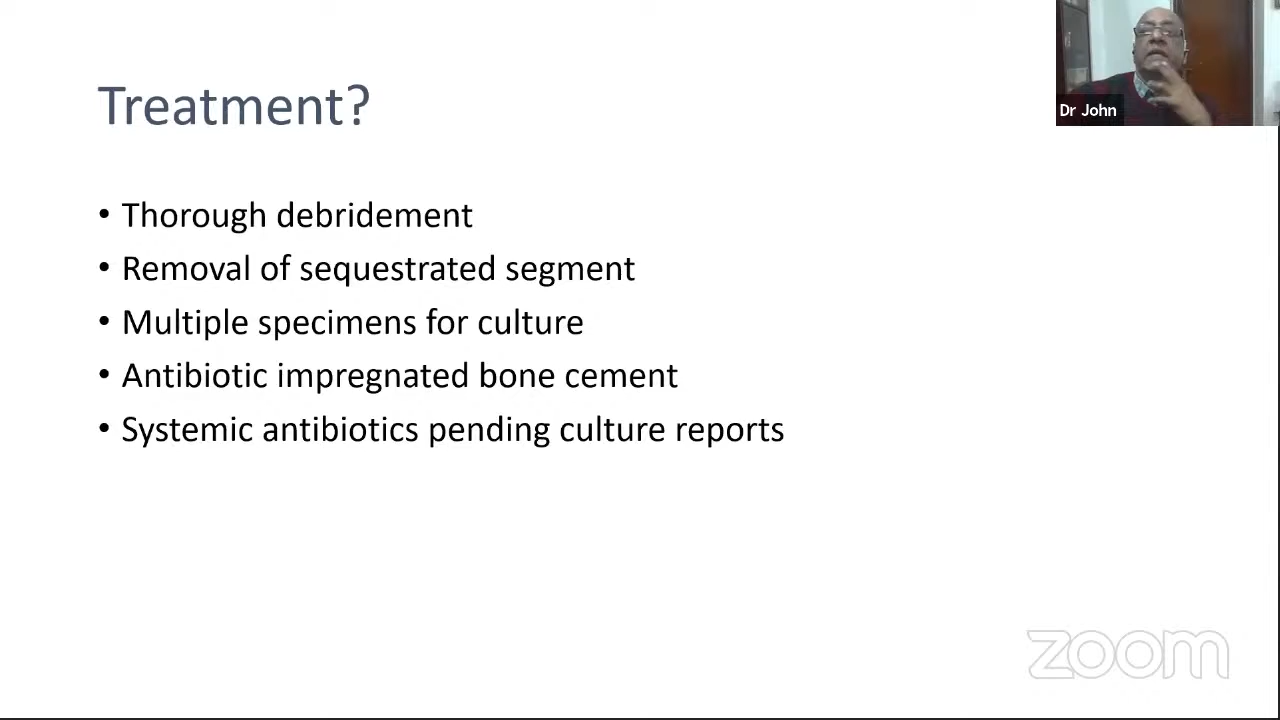 Treatment?
Dr John
• Thorough debridement
• Removal of sequestrated segment
• Multiple specimens for culture
• Antibiotic impregnated bone cement
• Systemic antibiotics pending culture reports
zoom